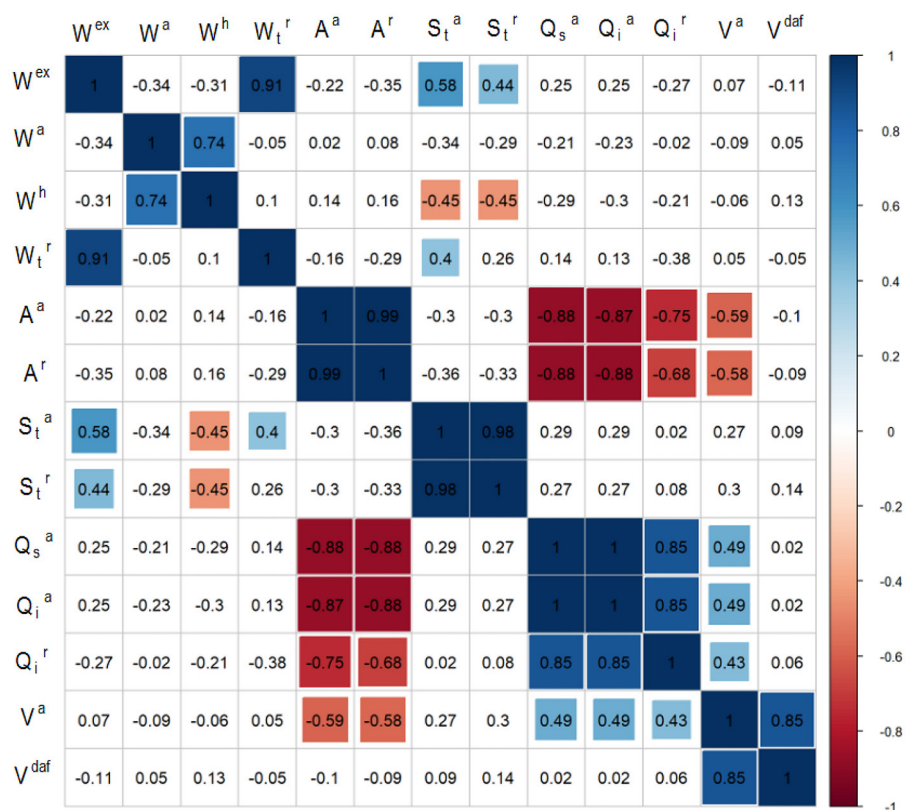 W^ex W^a W^h W_t^r A^a A^r S_t^a S_t^r Q_s^a Q_i^a Q_i^r V^a V^daf
W^ex 1 -0.34 -0.31 0.91 -0.22 -0.35 0.58 0.44 0.25 0.25 -0.27 0.07 -0.11
W^a -0.34 1 0.74 -0.05 0.02 0.08 -0.34 -0.29 -0.21 -0.23 -0.02 -0.09 0.05
W^h -0.31 0.74 1 0.1 0.14 0.16 -0.45 -0.45 -0.29 -0.3 -0.21 -0.06 0.13
W_t^r 0.91 -0.05 0.1 1 -0.16 -0.29 0.4 0.26 0.14 0.13 -0.38 0.05 -0.05
A^a -0.22 0.02 0.14 -0.16 1 0.99 -0.3 -0.3 -0.88 -0.87 -0.75 -0.59 -0.1
A^r -0.35 0.08 0.16 -0.29 0.99 1 -0.36 -0.33 -0.88 -0.88 -0.68 -0.58 -0.09
S_t^a 0.58 -0.34 -0.45 0.4 -0.3 -0.36 1 0.98 0.29 0.29 0.02 0.27 0.09
S_t^r 0.44 -0.29 -0.45 0.26 -0.3 -0.33 0.98 1 0.27 0.27 0.08 0.3 0.14
Q_s^a 0.25 -0.21 -0.29 0.14 -0.88 -0.88 0.29 0.27 1 1 0.85 0.49 0.02
Q_i^a 0.25 -0.23 -0.3 0.13 -0.87 -0.88 0.29 0.27 1 1 0.85 0.49 0.02
Q_i^r -0.27 -0.02 -0.21 -0.38 -0.75 -0.68 0.02 0.08 0.85 0.85 1 0.43 0.06
V^a 0.07 -0.09 -0.06 0.05 -0.59 -0.58 0.27 0.3 0.49 0.49 0.43 1 0.85
V^daf -0.11 0.05 0.13 -0.05 -0.1 -0.09 0.09 0.14 0.02 0.02 0.06 0.85 1
1
0.8
0.6
0.4
0.2
0
-0.2
-0.4
-0.6
-0.8
-1